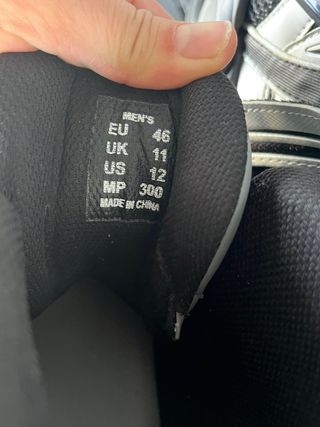 MEN'S
EU 46
UK 11
US 12
MP 300
MADE IN CHINA